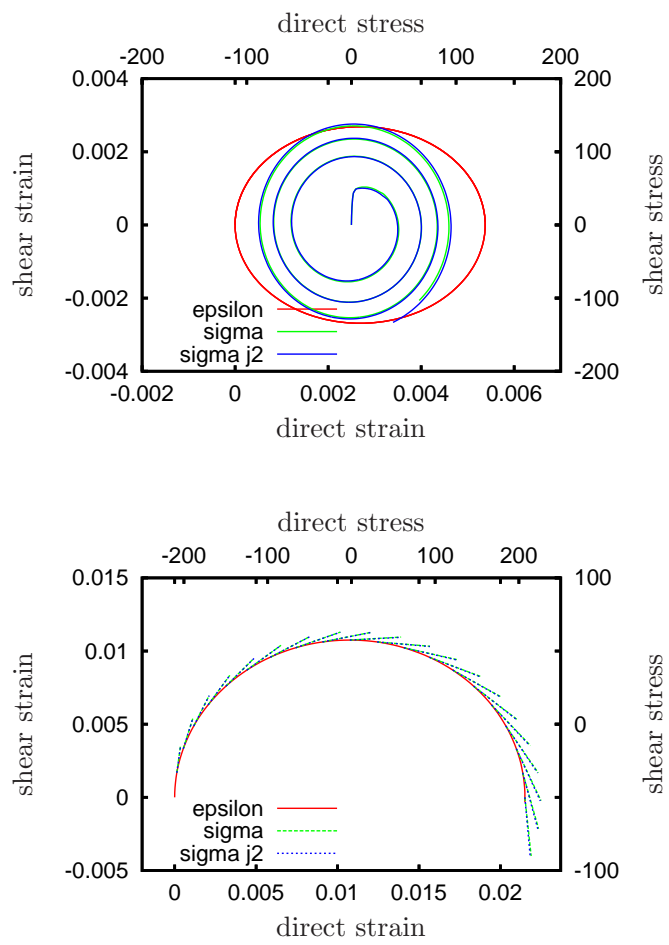 direct stress
-200 -100 0 100 200
0.004 200
0.002 100
shear strain 0 0 shear stress
-0.002 -100
epsilon
sigma
sigma j2
-0.004 -200
-0.002 0 0.002 0.004 0.006
direct strain
direct stress
-200 -100 0 100 200
0.015 100
0.01
shear strain 0.005 0 shear stress
0
epsilon
sigma
sigma j2
-0.005 -100
0 0.005 0.01 0.015 0.02
direct strain